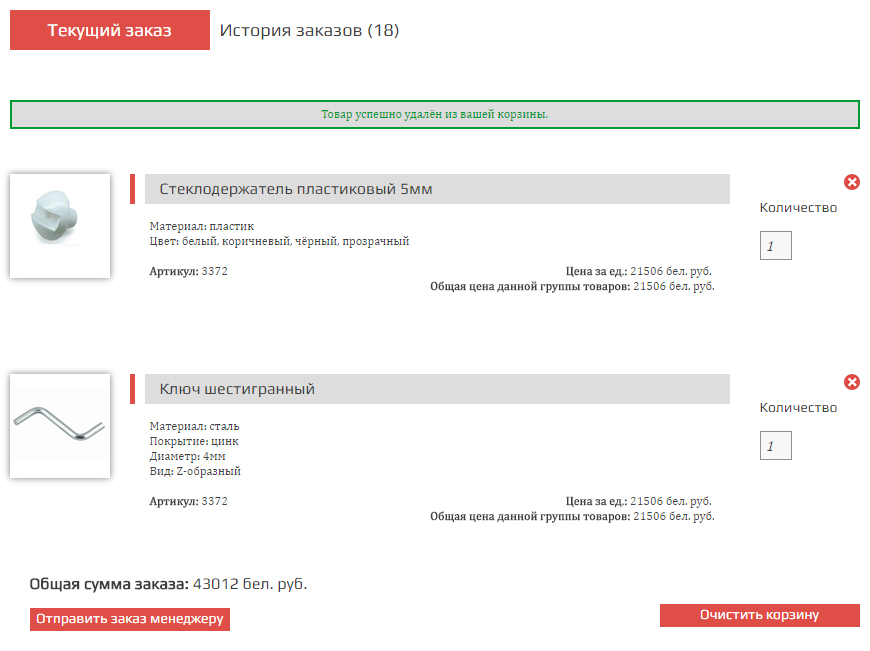 Текущий заказ
История заказов (18)
Товар успешно удалён из вашей корзины.
Стеклодержатель пластиковый 5мм
Количество
Материал: пластик
Цвет: белый, коричневый, чёрный, прозрачный
1
Артикул: 3372
Цена за ед.: 21506 бел. руб.
Общая цена данной группы товаров: 21506 бел. руб.
Ключ шестигранный
Количество
Материал: сталь
Покрытие: цинк
Диаметр: 4мм
Вид: Z-образный
1
Артикул: 3372
Цена за ед.: 21506 бел. руб.
Общая цена данной группы товаров: 21506 бел. руб.
Общая сумма заказа: 43012 бел. руб.
Отправить заказ менеджеру
Очистить корзину